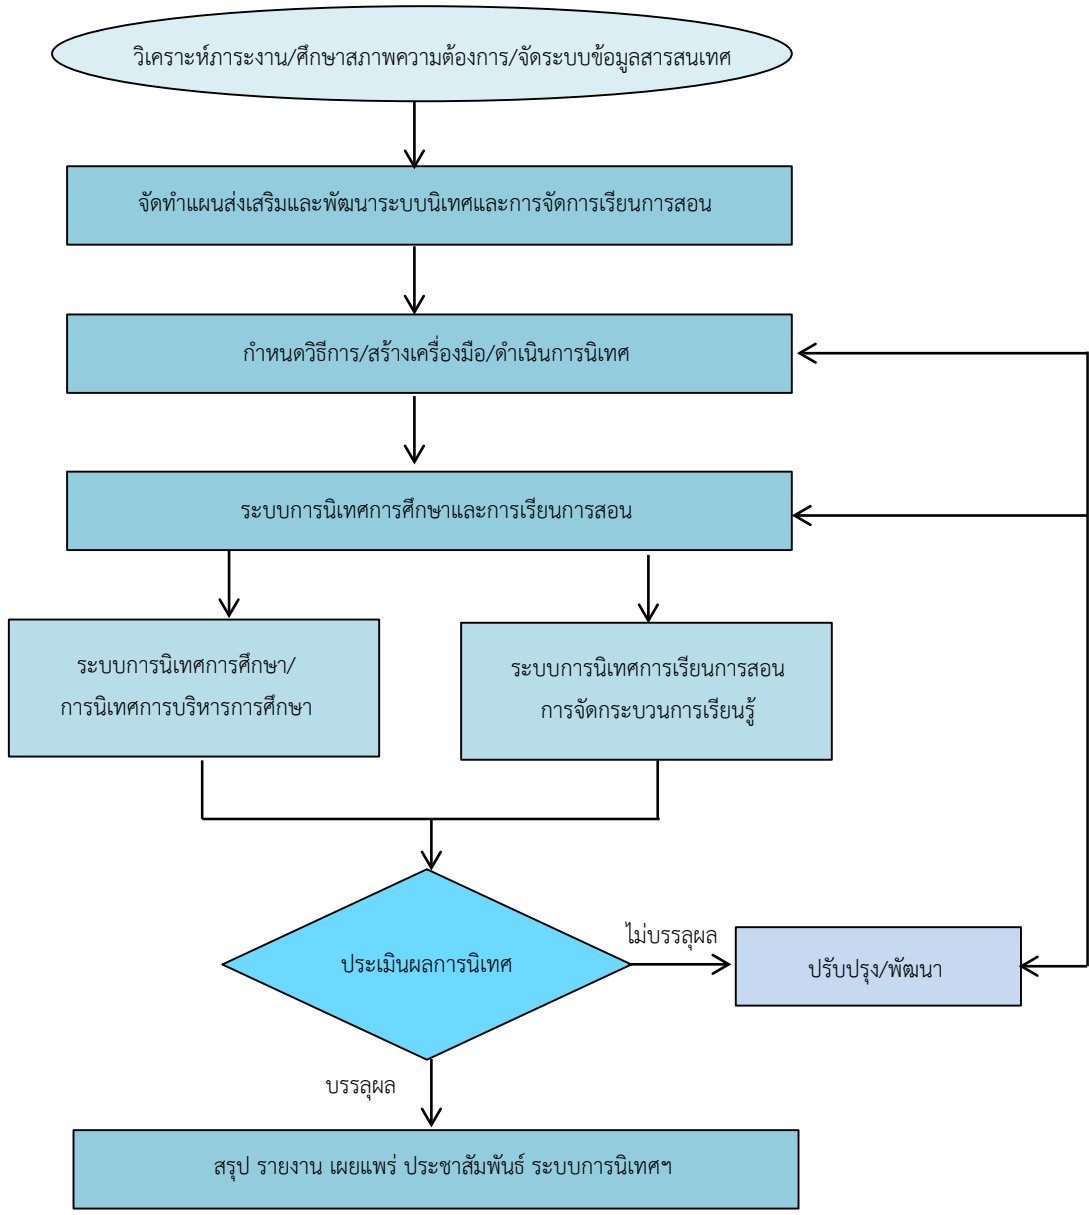 วิเคราะห์ภาระงาน/ศึกษาสภาพความต้องการ/จัดระบบข้อมูลสารสนเทศ
จัดทำแผนส่งเสริมและพัฒนาระบบนิเทศและการจัดการเรียนการสอน
กำหนดวิธีการ/สร้างเครื่องมือ/ดำเนินการนิเทศ
ระบบการนิเทศการศึกษาและการเรียนการสอน
ระบบการนิเทศการศึกษา/
การนิเทศการบริหารการศึกษา
ระบบการนิเทศการเรียนการสอน
การจัดกระบวนการเรียนรู้
ประเมินผลการนิเทศ
ไม่บรรลุผล
ปรับปรุง/พัฒนา
บรรลุผล
สรุป รายงาน เผยแพร่ ประชาสัมพันธ์ ระบบการนิเทศฯ